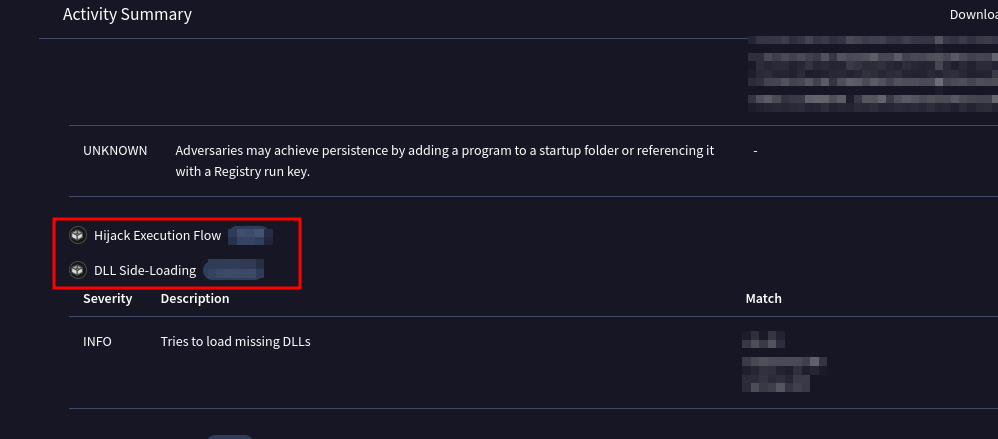 Activity Summary
Downloa
UNKNOWN
Adversaries may achieve persistence by adding a program to a startup folder or referencing it
with a Registry run key.
-
Hijack Execution Flow
DLL Side-Loading
Severity
Description
Match
INFO
Tries to load missing DLLs